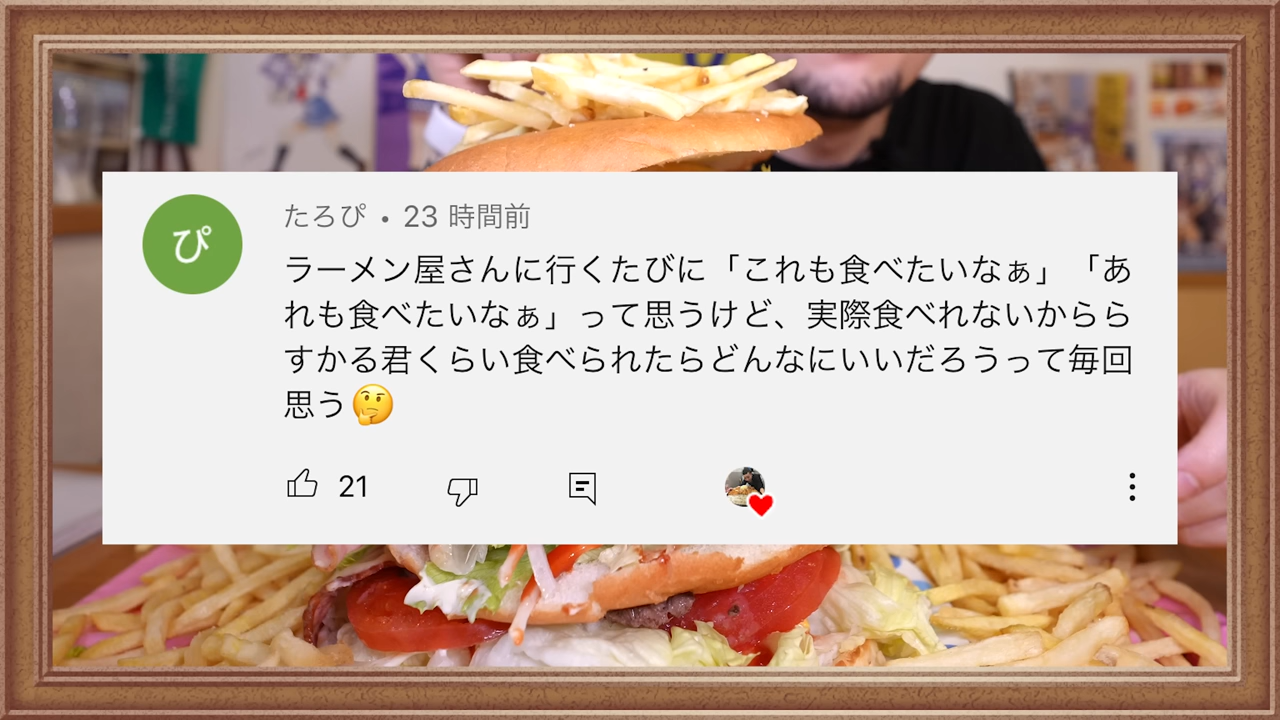 ぴ
たろぴ • 23 時間前
ラーメン屋さんに行くたびに「これも食べたいなぁ」「あ
れも食べたいなぁ」って思うけど、実際食べれないかららら
すかる君くらい食べられたらどんなにいいだろうって毎回
思う🤔
21